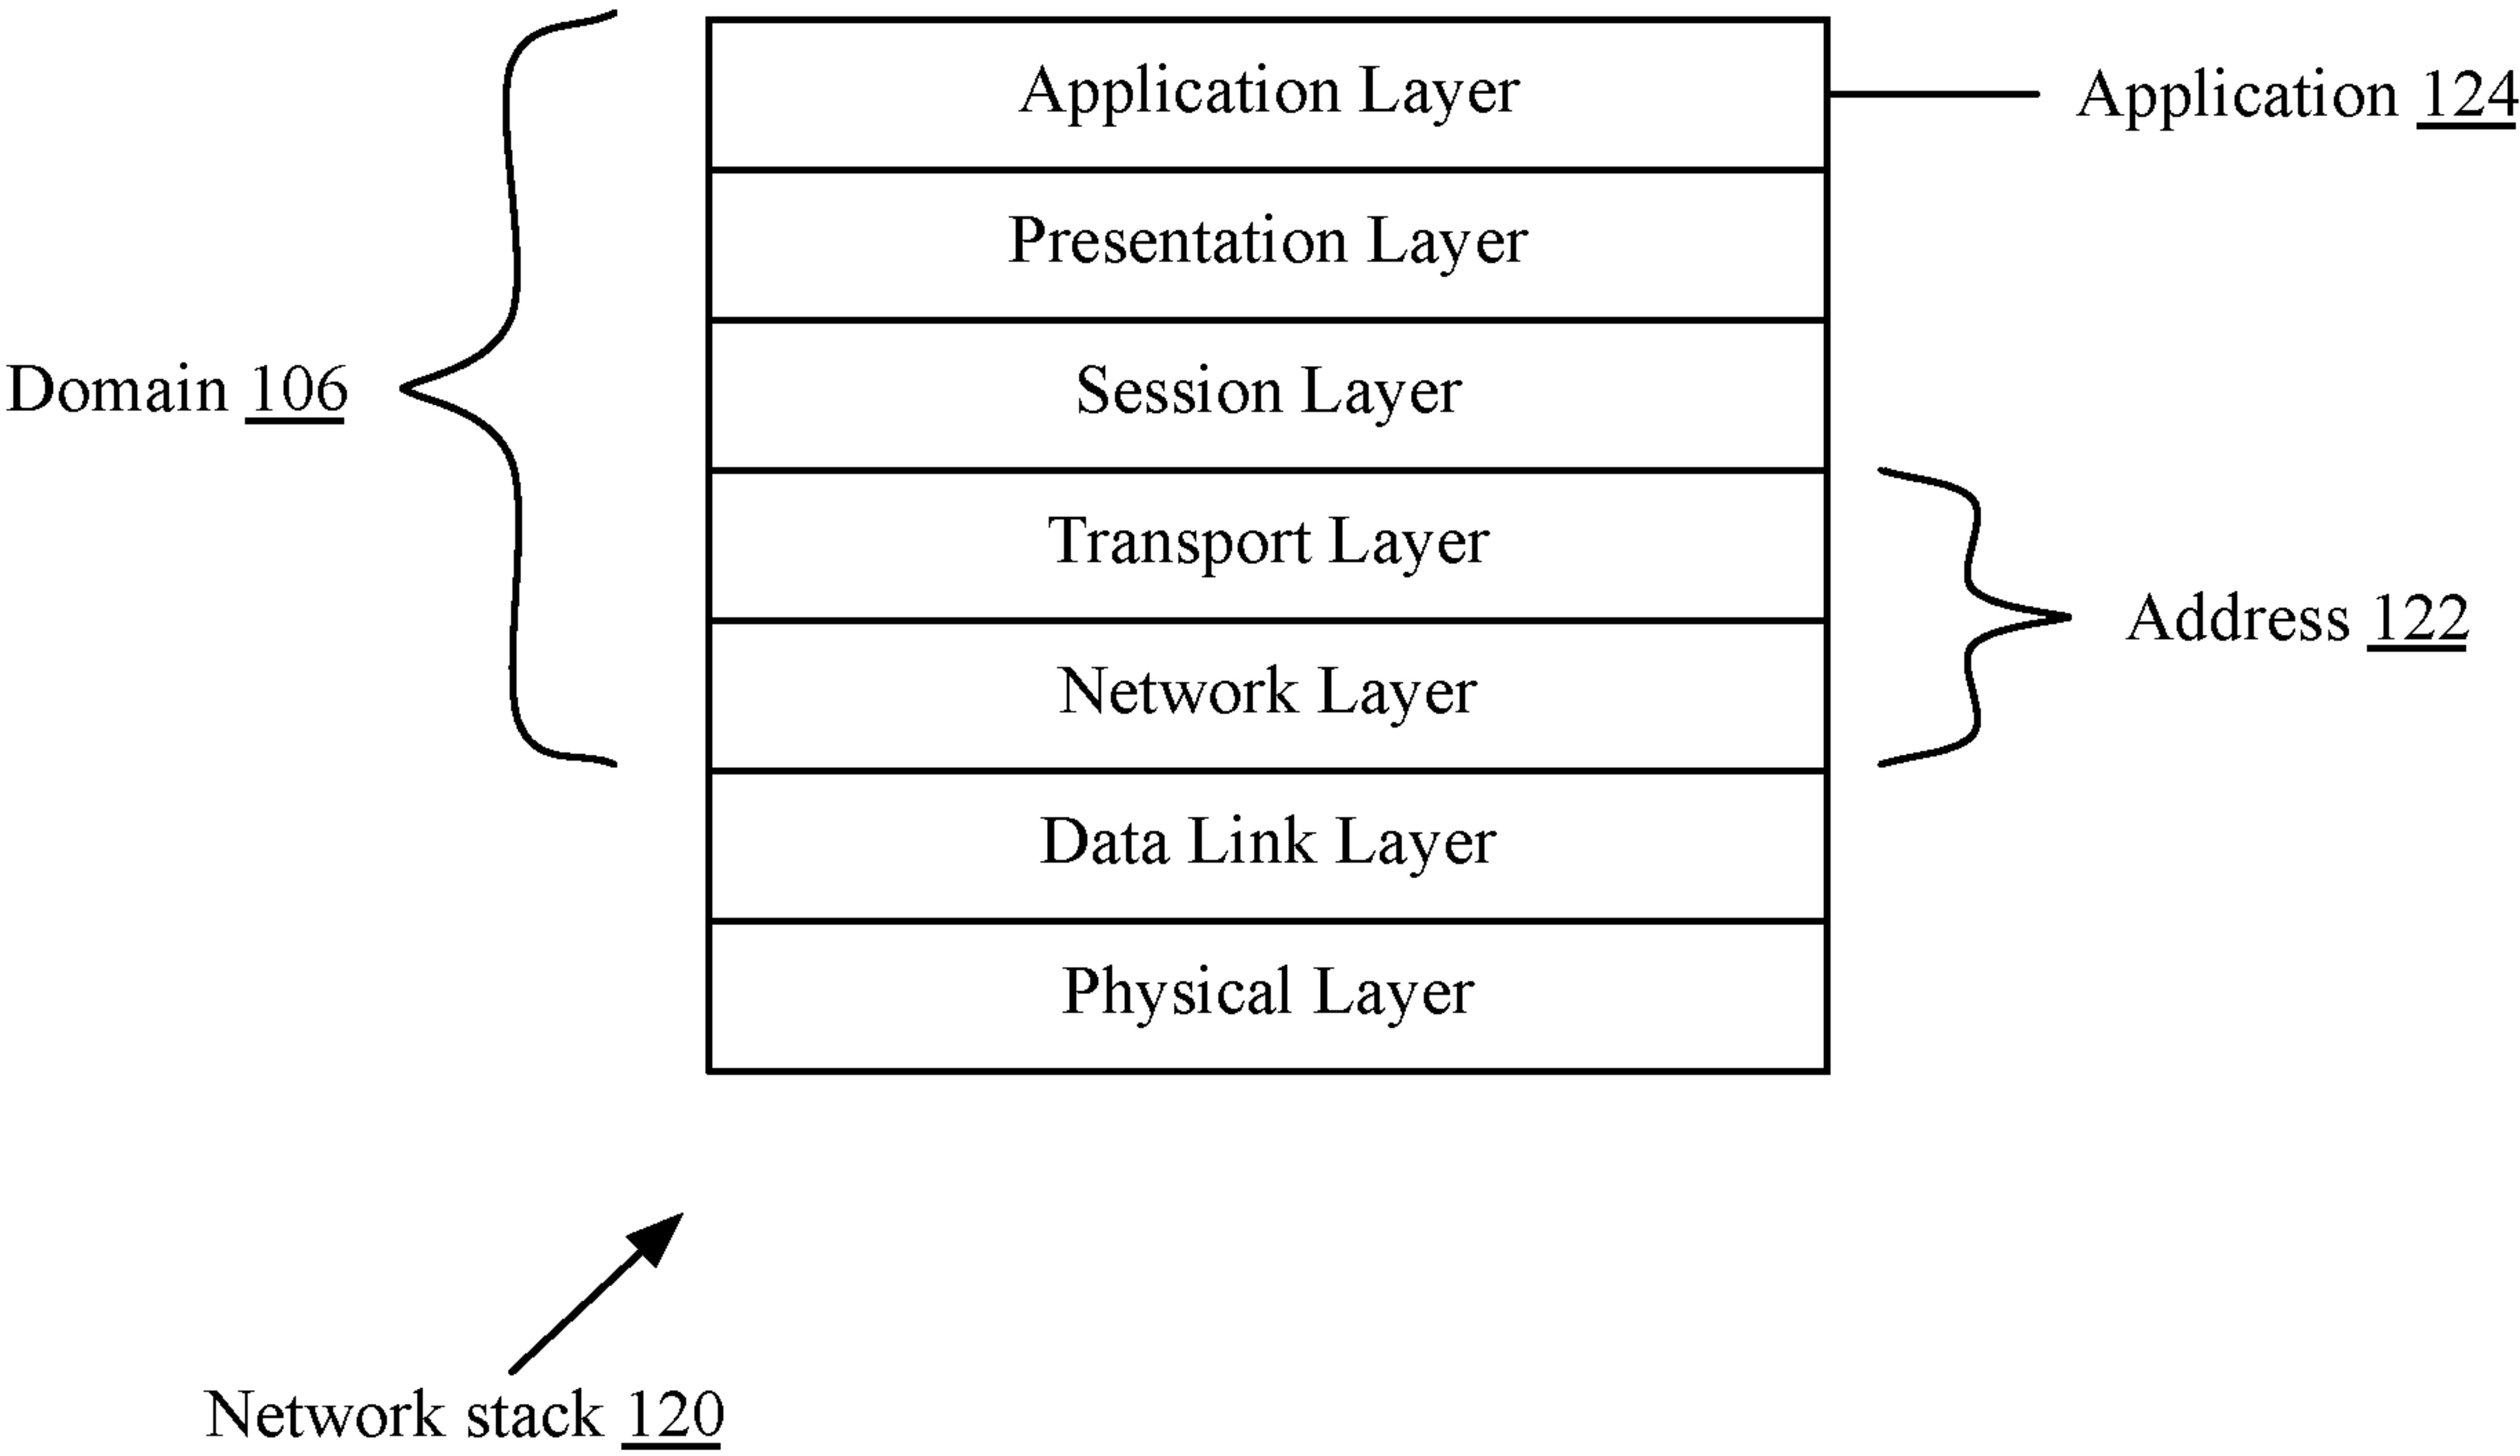 Application Layer
Application 124
Presentation Layer
Session Layer
Domain 106
Transport Layer
Address 122
Network Layer
Data Link Layer
Physical Layer
Network stack 120